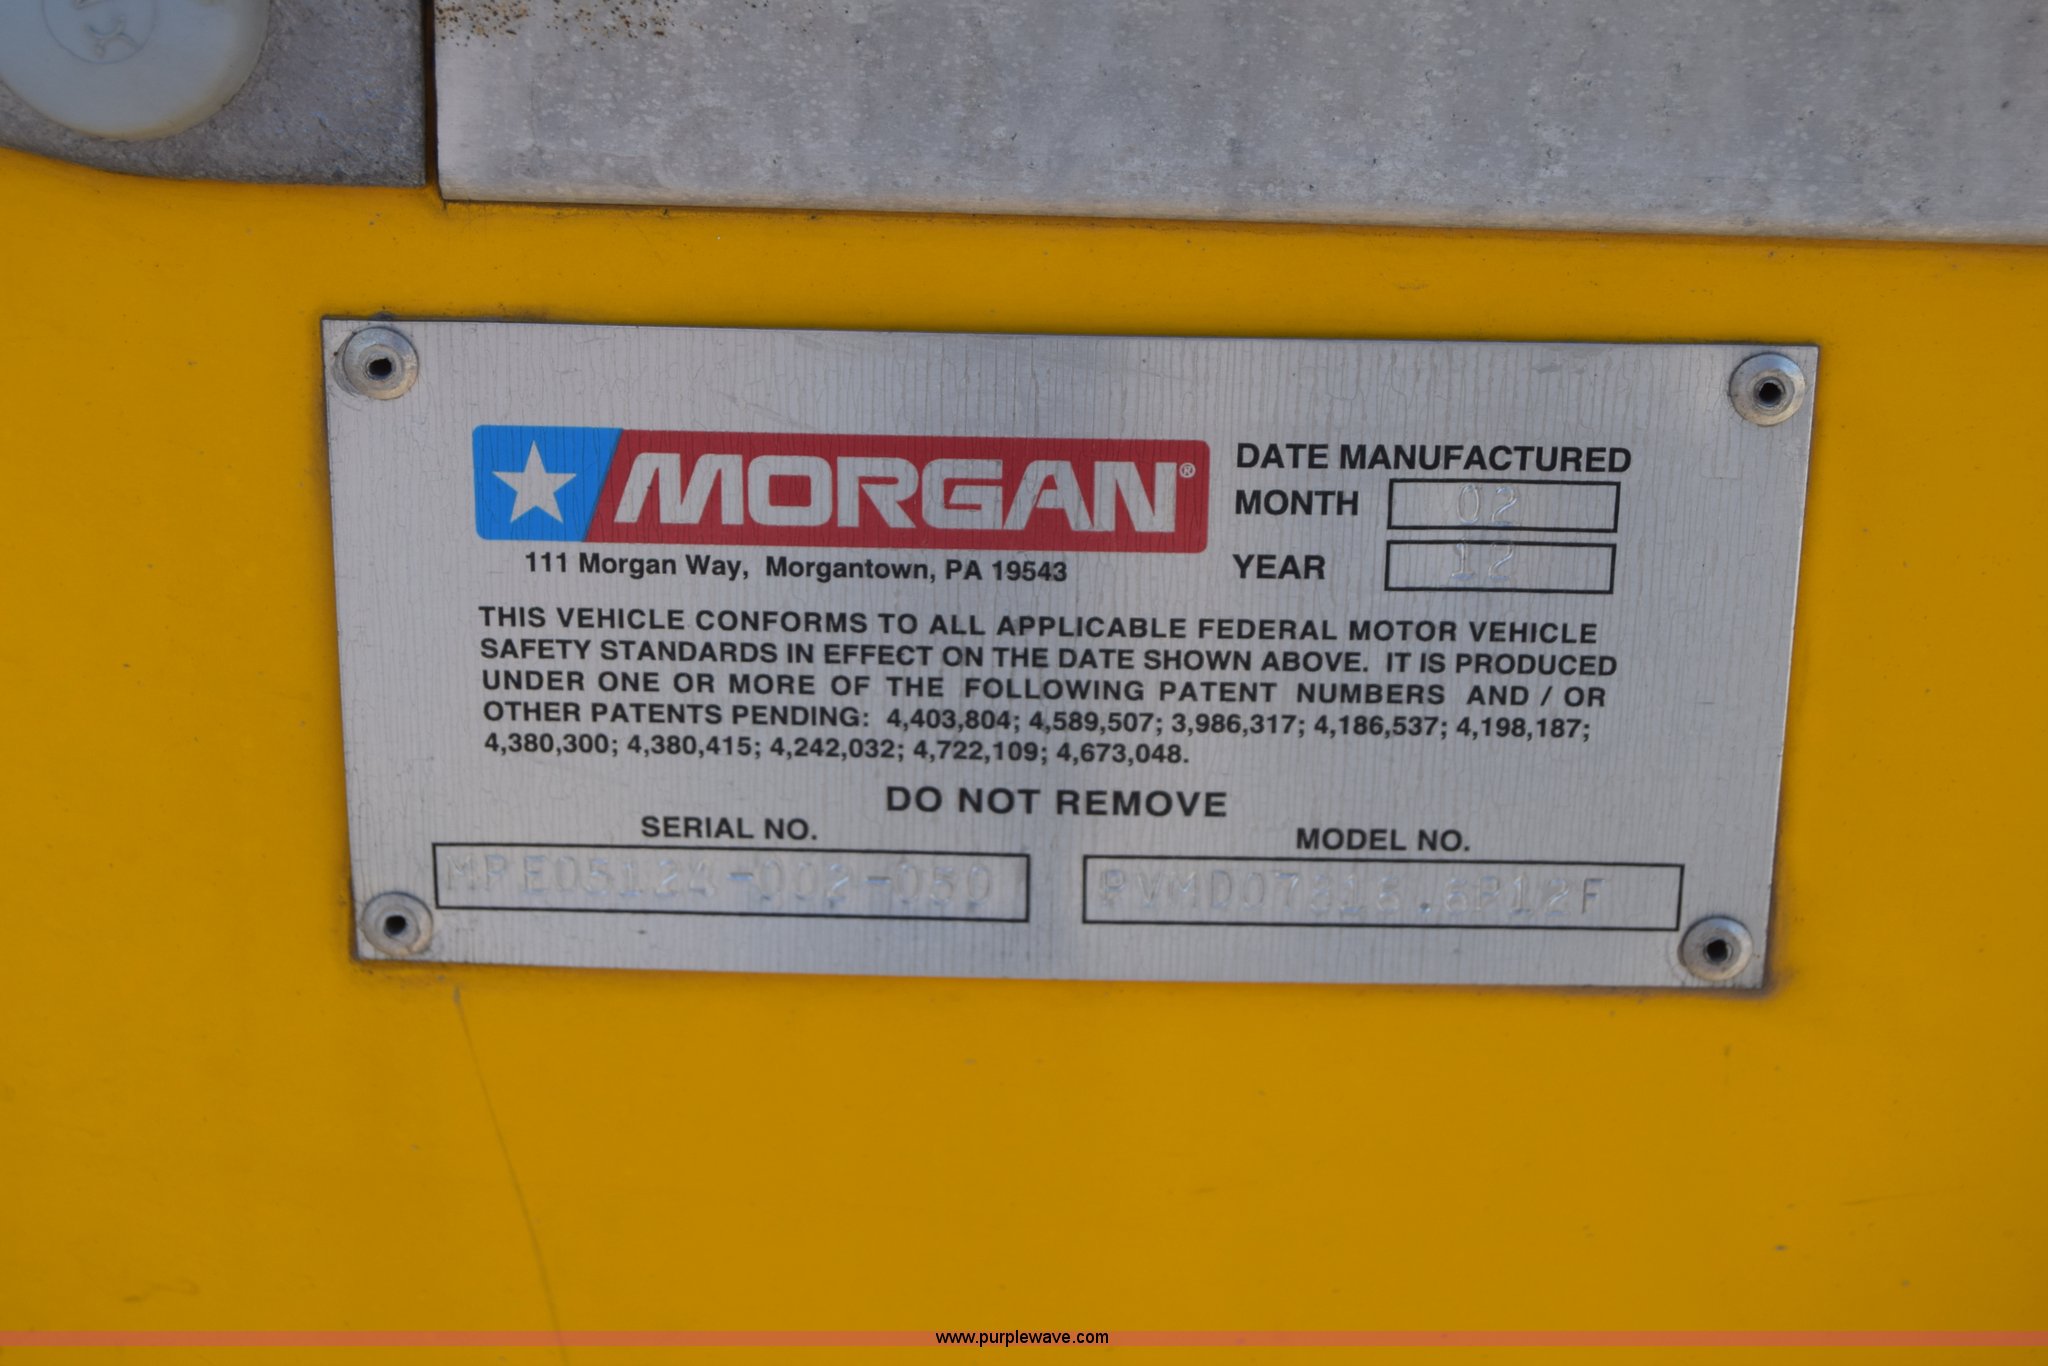 MORGAN®
111 Morgan Way, Morgantown, PA 19543
DATE MANUFACTURED
MONTH 02
YEAR 12
THIS VEHICLE CONFORMS TO ALL APPLICABLE FEDERAL MOTOR VEHICLE
SAFETY STANDARDS IN EFFECT ON THE DATE SHOWN ABOVE. IT IS PRODUCED
UNDER ONE OR MORE OF THE FOLLOWING PATENT NUMBERS AND / OR
OTHER PATENTS PENDING: 4,403,804; 4,589,507; 3,986,317; 4,186,537; 4,198,187;
4,380,300; 4,380,415; 4,242,032; 4,722,109; 4,673,048.
DO NOT REMOVE
SERIAL NO.
MODEL NO.
www.purplewave.com